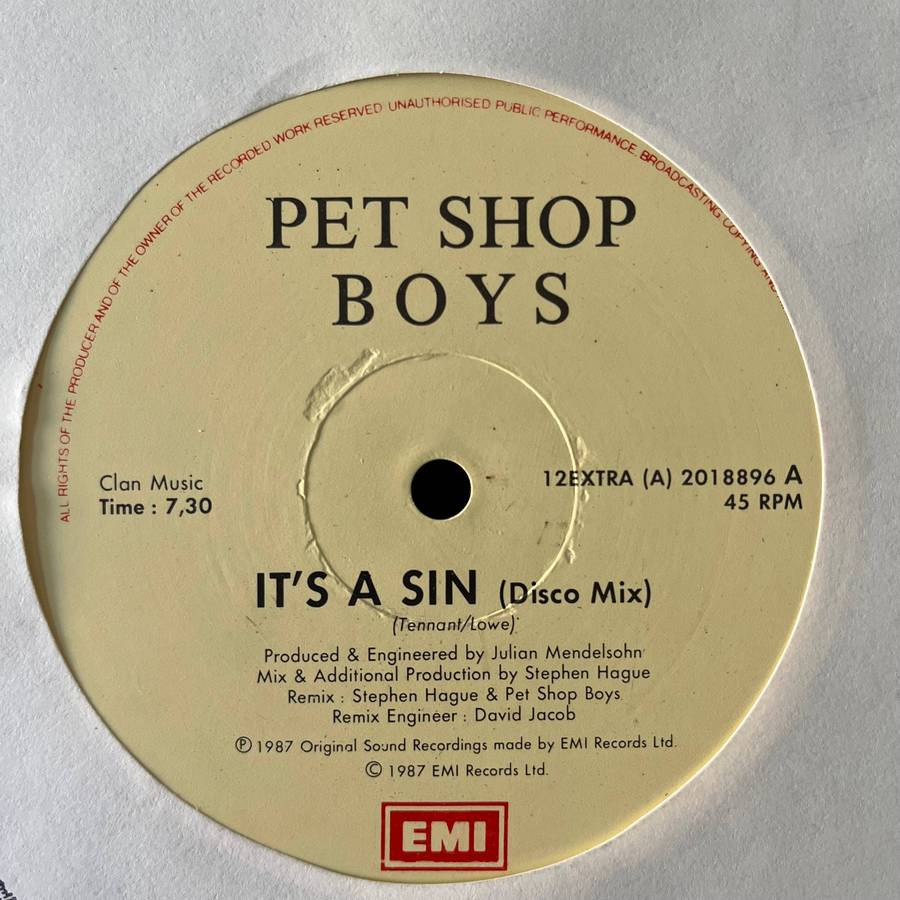 ALL RIGHTS OF THE PRODUCER AND OF THE OWNER OF THE RECORDED WORK RESERVED UNAUTHORISED PUBLIC PERFORMANCE BROADCASTING COPYING AND
PET SHOP
BOYS
Clan Music
Time : 7,30
12EXTRA (A) 2018896 A
45 RPM
IT'S A SIN (Disco Mix)
(Tennant/Lowe)
Produced & Engineered by Julian Mendelsohn
Mix & Additional Production by Stephen Hague
Remix : Stephen Hague & Pet Shop Boys
Remix Engineer : David Jacob
℗ 1987 Original Sound Recordings made by EMI Records Ltd.
© 1987 EMI Records Ltd.
EMI